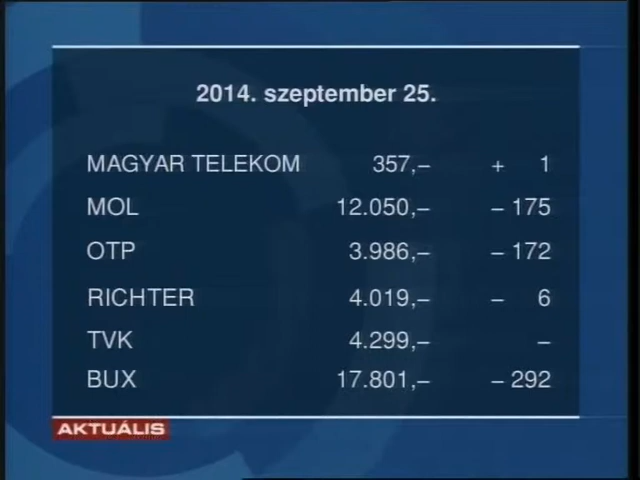 2014. szeptember 25.
MAGYAR TELEKOM 357,– + 1
MOL 12.050,– – 175
OTP 3.986,– – 172
RICHTER 4.019,– – 6
TVK 4.299,– –
BUX 17.801,– – 292
AKTUÁLIS